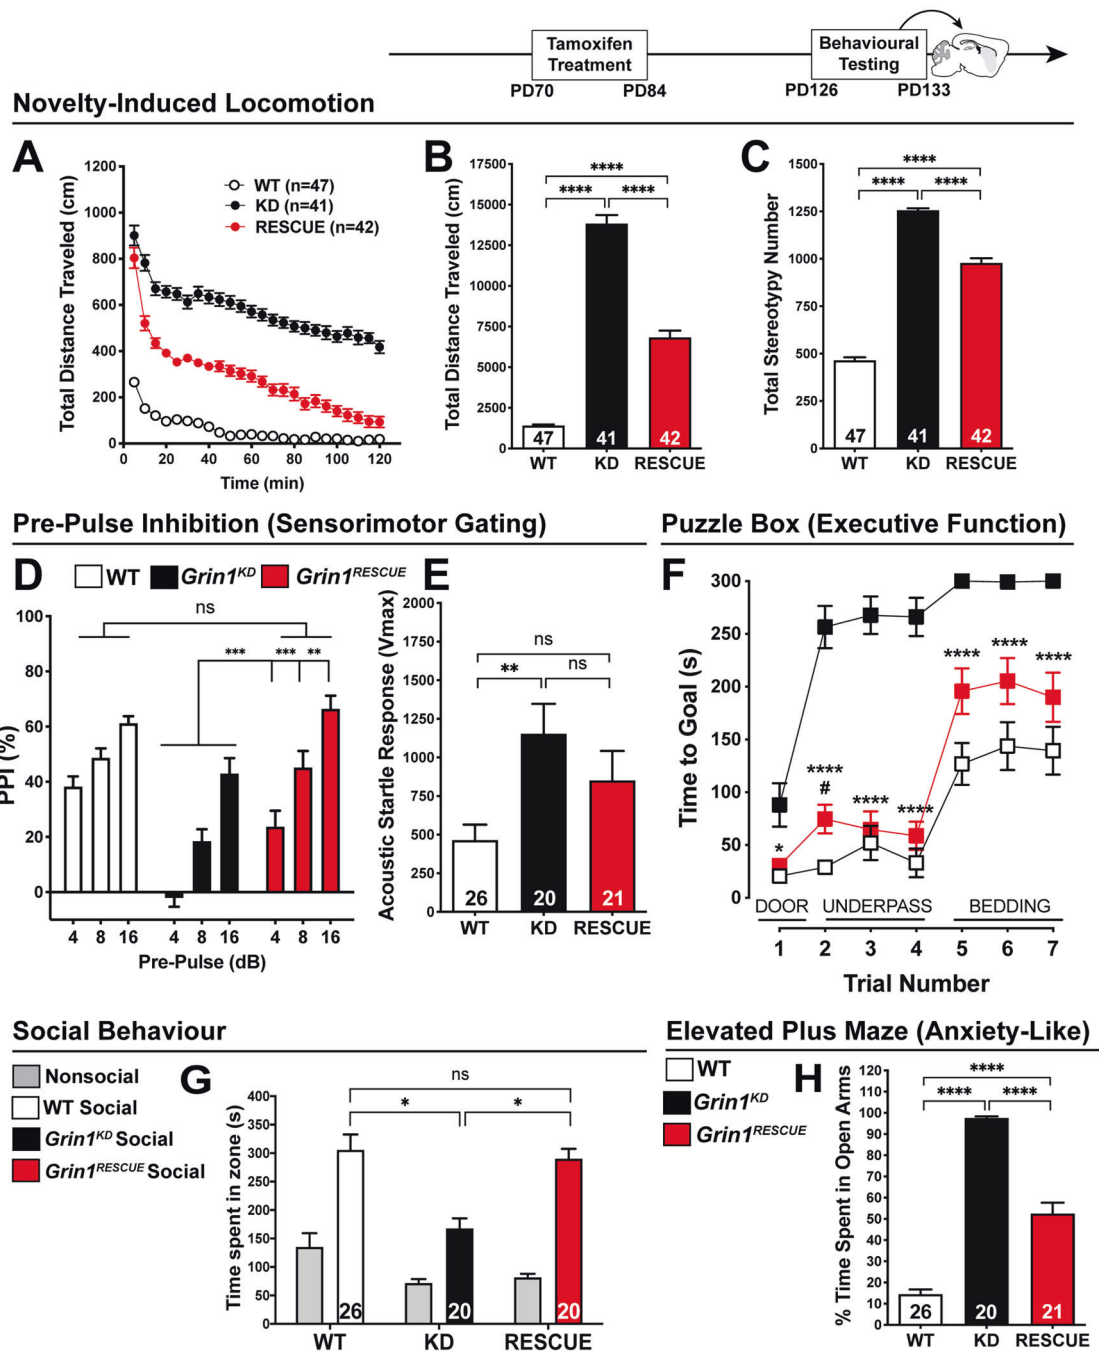 Tamoxifen
Treatment
Behavioural
Testing
PD70
PD84
PD126
PD133
Novelty-Induced Locomotion
A
Total Distance Traveled (cm)
1200
1000
800
600
400
200
0
WT (n=47)
KD (n=41)
RESCUE (n=42)
0 20 40 60 80 100 120
Time (min)
B
Total Distance Traveled (cm)
17500
15000
12500
10000
7500
5000
2500
0
****
**** ****
47 41 42
WT KD RESCUE
C
Total Stereotypy Number
1500
1250
1000
750
500
250
0
****
**** ****
47 41 42
WT KD RESCUE
Pre-Pulse Inhibition (Sensorimotor Gating)
D
WT Grin1KD Grin1RESCUE
PPI (%)
100
80
60
40
20
0
ns
*** *** **
4 8 16 4 8 16 4 8 16
Pre-Pulse (dB)
E
Acoustic Startle Response (Vmax)
2000
1750
1500
1250
1000
750
500
250
0
ns
** ns
26 20 21
WT KD RESCUE
Puzzle Box (Executive Function)
F
Time to Goal (s)
300
250
200
150
100
50
0
*
****
#
**** ****
**** **** ****
DOOR UNDERPASS BEDDING
1 2 3 4 5 6 7
Trial Number
Social Behaviour
Nonsocial
WT Social
Grin1KD Social
Grin1RESCUE Social
G
Time spent in zone (s)
400
350
300
250
200
150
100
50
0
ns
* *
26 20 20
WT KD RESCUE
Elevated Plus Maze (Anxiety-Like)
WT
Grin1KD
Grin1RESCUE
H
% Time Spent in Open Arms
120
110
100
90
80
70
60
50
40
30
20
10
0
****
**** ****
26 20 21
WT KD RESCUE